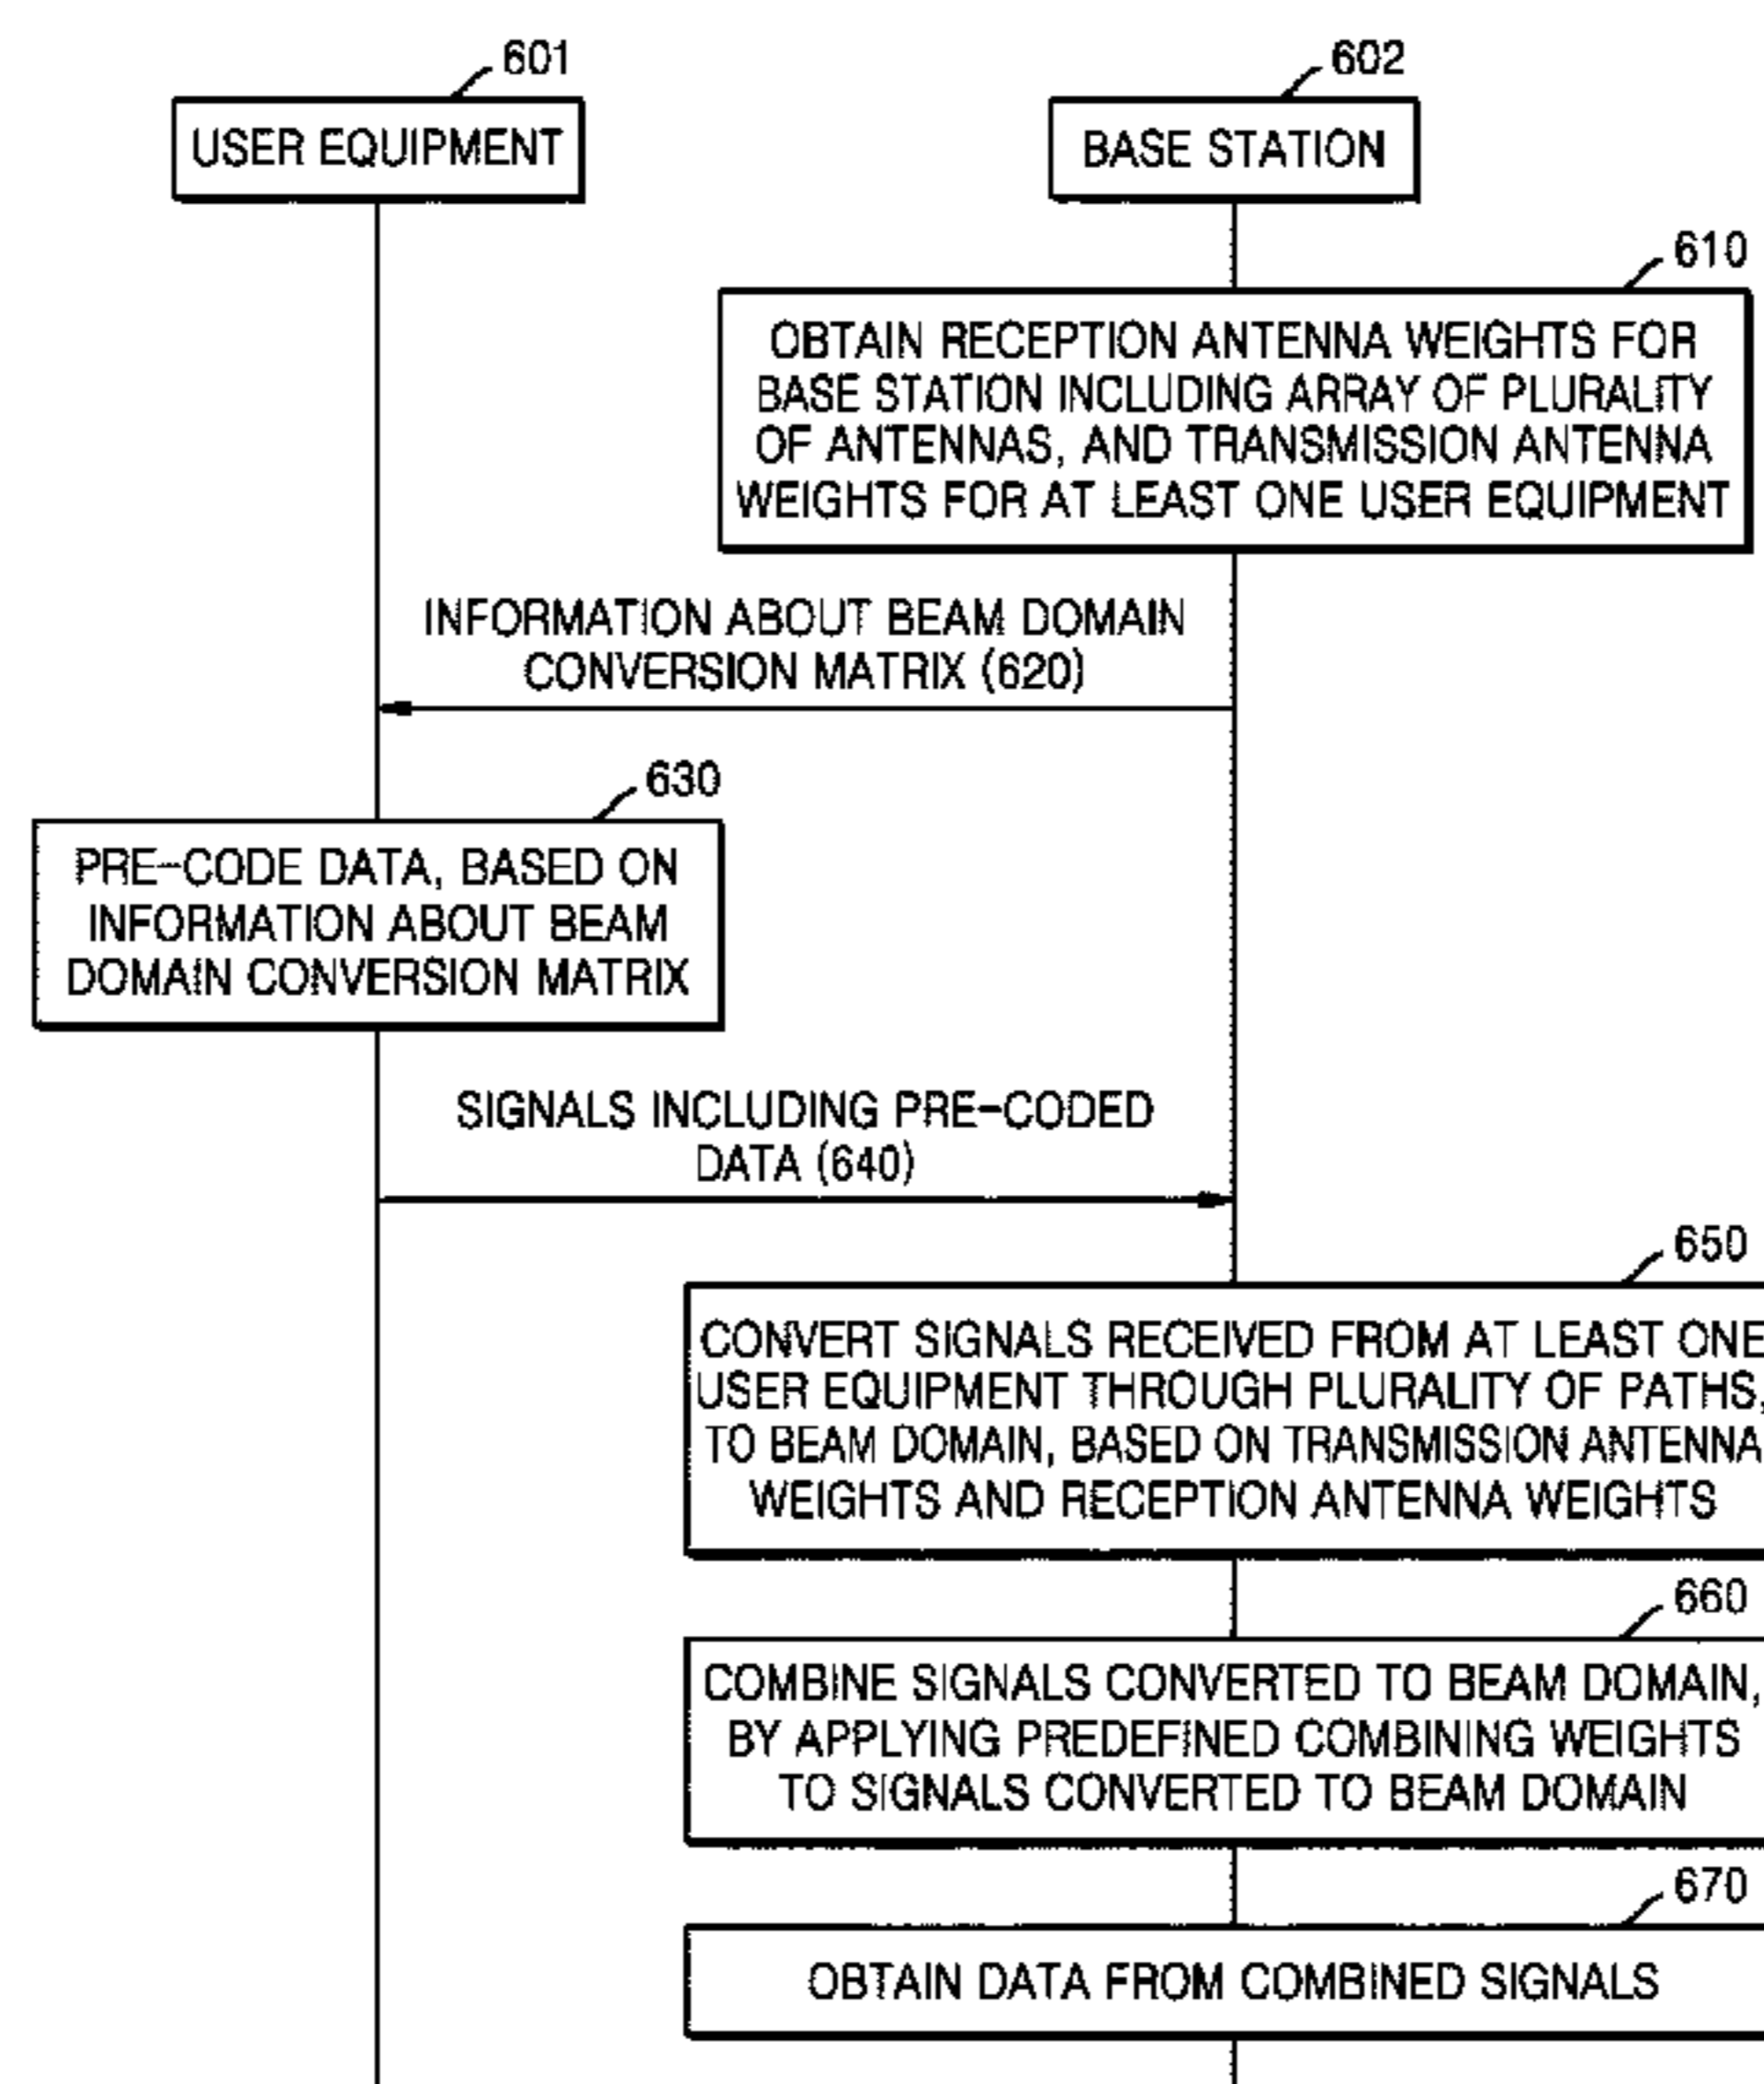 601
602
USER EQUIPMENT
BASE STATION
610
OBTAIN RECEPTION ANTENNA WEIGHTS FOR
BASE STATION INCLUDING ARRAY OF PLURALITY
OF ANTENNAS, AND TRANSMISSION ANTENNA
WEIGHTS FOR AT LEAST ONE USER EQUIPMENT
INFORMATION ABOUT BEAM DOMAIN
CONVERSION MATRIX (620)
630
PRE-CODE DATA, BASED ON
INFORMATION ABOUT BEAM
DOMAIN CONVERSION MATRIX
SIGNALS INCLUDING PRE-CODED
DATA (640)
650
CONVERT SIGNALS RECEIVED FROM AT LEAST ONE
USER EQUIPMENT THROUGH PLURALITY OF PATHS,
TO BEAM DOMAIN, BASED ON TRANSMISSION ANTENNA
WEIGHTS AND RECEPTION ANTENNA WEIGHTS
660
COMBINE SIGNALS CONVERTED TO BEAM DOMAIN,
BY APPLYING PREDEFINED COMBINING WEIGHTS
TO SIGNALS CONVERTED TO BEAM DOMAIN
670
OBTAIN DATA FROM COMBINED SIGNALS